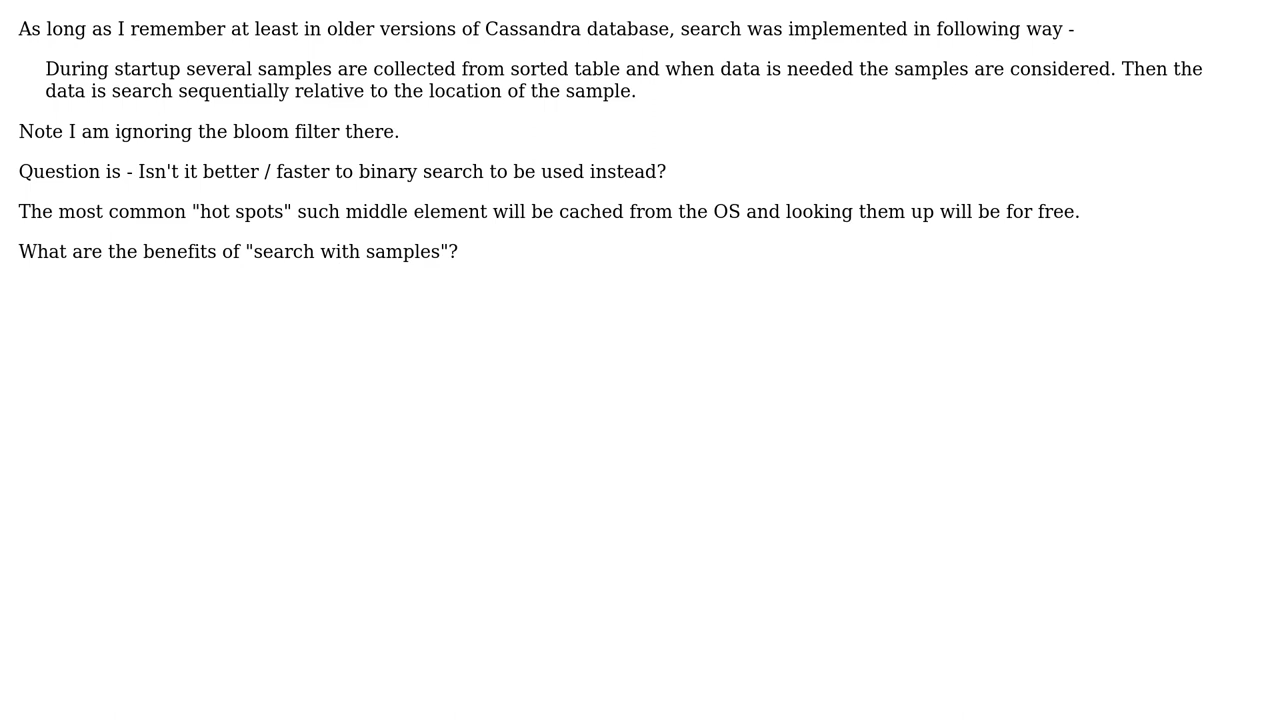 As long as I remember at least in older versions of Cassandra database, search was implemented in following way -
During startup several samples are collected from sorted table and when data is needed the samples are considered. Then the
data is search sequentially relative to the location of the sample.
Note I am ignoring the bloom filter there.
Question is - Isn't it better / faster to binary search to be used instead?
The most common "hot spots" such middle element will be cached from the OS and looking them up will be for free.
What are the benefits of "search with samples"?